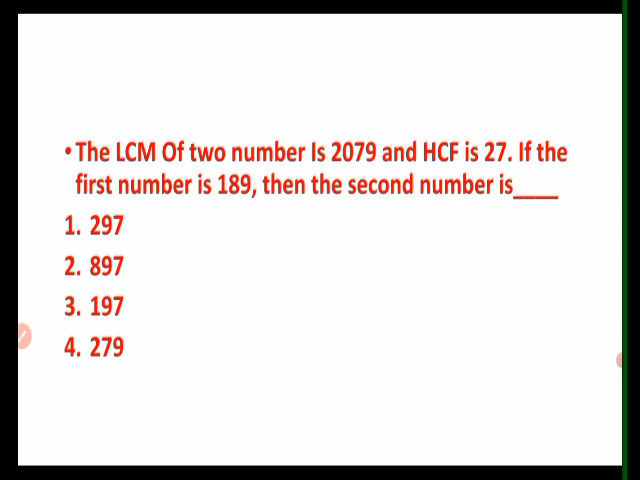 • The LCM Of two number Is 2079 and HCF is 27. If the
first number is 189, then the second number is____
1. 297
2. 897
3. 197
4. 279